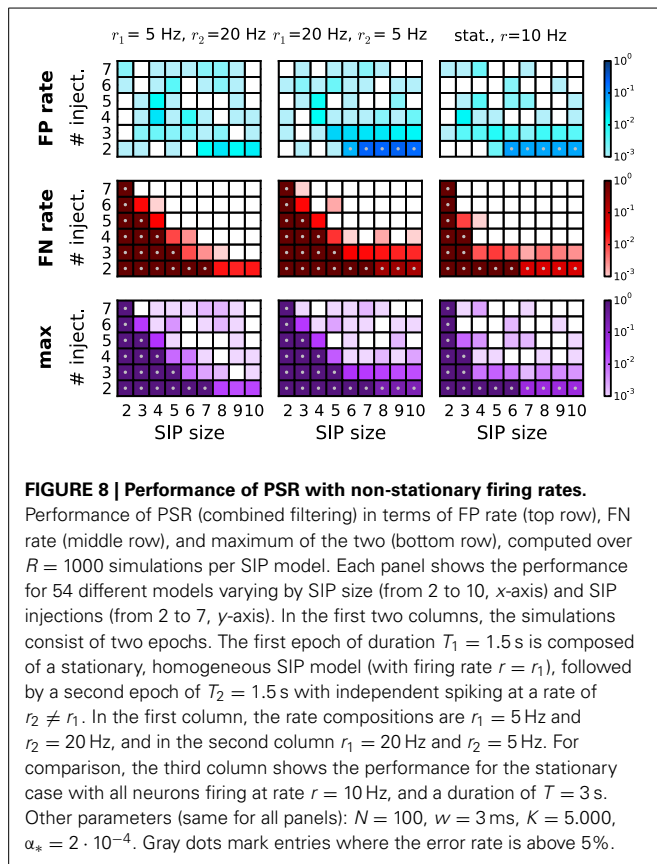 r₁ = 5 Hz, r₂=20 Hz r₁ =20 Hz, r₂ = 5 Hz stat., r=10 Hz
FP rate
# inject.
7
6
5
4
3
2
10⁰
10⁻¹
10⁻²
10⁻³
FN rate
# inject.
7
6
5
4
3
2
10⁰
10⁻¹
10⁻²
10⁻³
max
# inject.
7
6
5
4
3
2
10⁰
10⁻¹
10⁻²
10⁻³
2 3 4 5 6 7 8 9 10 2 3 4 5 6 7 8 9 10 2 3 4 5 6 7 8 9 10
SIP size SIP size SIP size
FIGURE 8 | Performance of PSR with non-stationary firing rates.
Performance of PSR (combined filtering) in terms of FP rate (top row), FN
rate (middle row), and maximum of the two (bottom row), computed over
R = 1000 simulations per SIP model. Each panel shows the performance
for 54 different models varying by SIP size (from 2 to 10, x-axis) and SIP
injections (from 2 to 7, y-axis). In the first two columns, the simulations
consist of two epochs. The first epoch of duration T₁ = 1.5 s is composed
of a stationary, homogeneous SIP model (with firing rate r = r₁), followed
by a second epoch of T₂ = 1.5 s with independent spiking at a rate of
r₂ ≠ r₁. In the first column, the rate compositions are r₁ = 5 Hz and
r₂ = 20 Hz, and in the second column r₁ = 20 Hz and r₂ = 5 Hz. For
comparison, the third column shows the performance for the stationary
case with all neurons firing at rate r = 10 Hz, and a duration of T = 3 s.
Other parameters (same for all panels): N = 100, w = 3 ms, K = 5.000,
α∗ = 2 · 10⁻⁴. Gray dots mark entries where the error rate is above 5%.